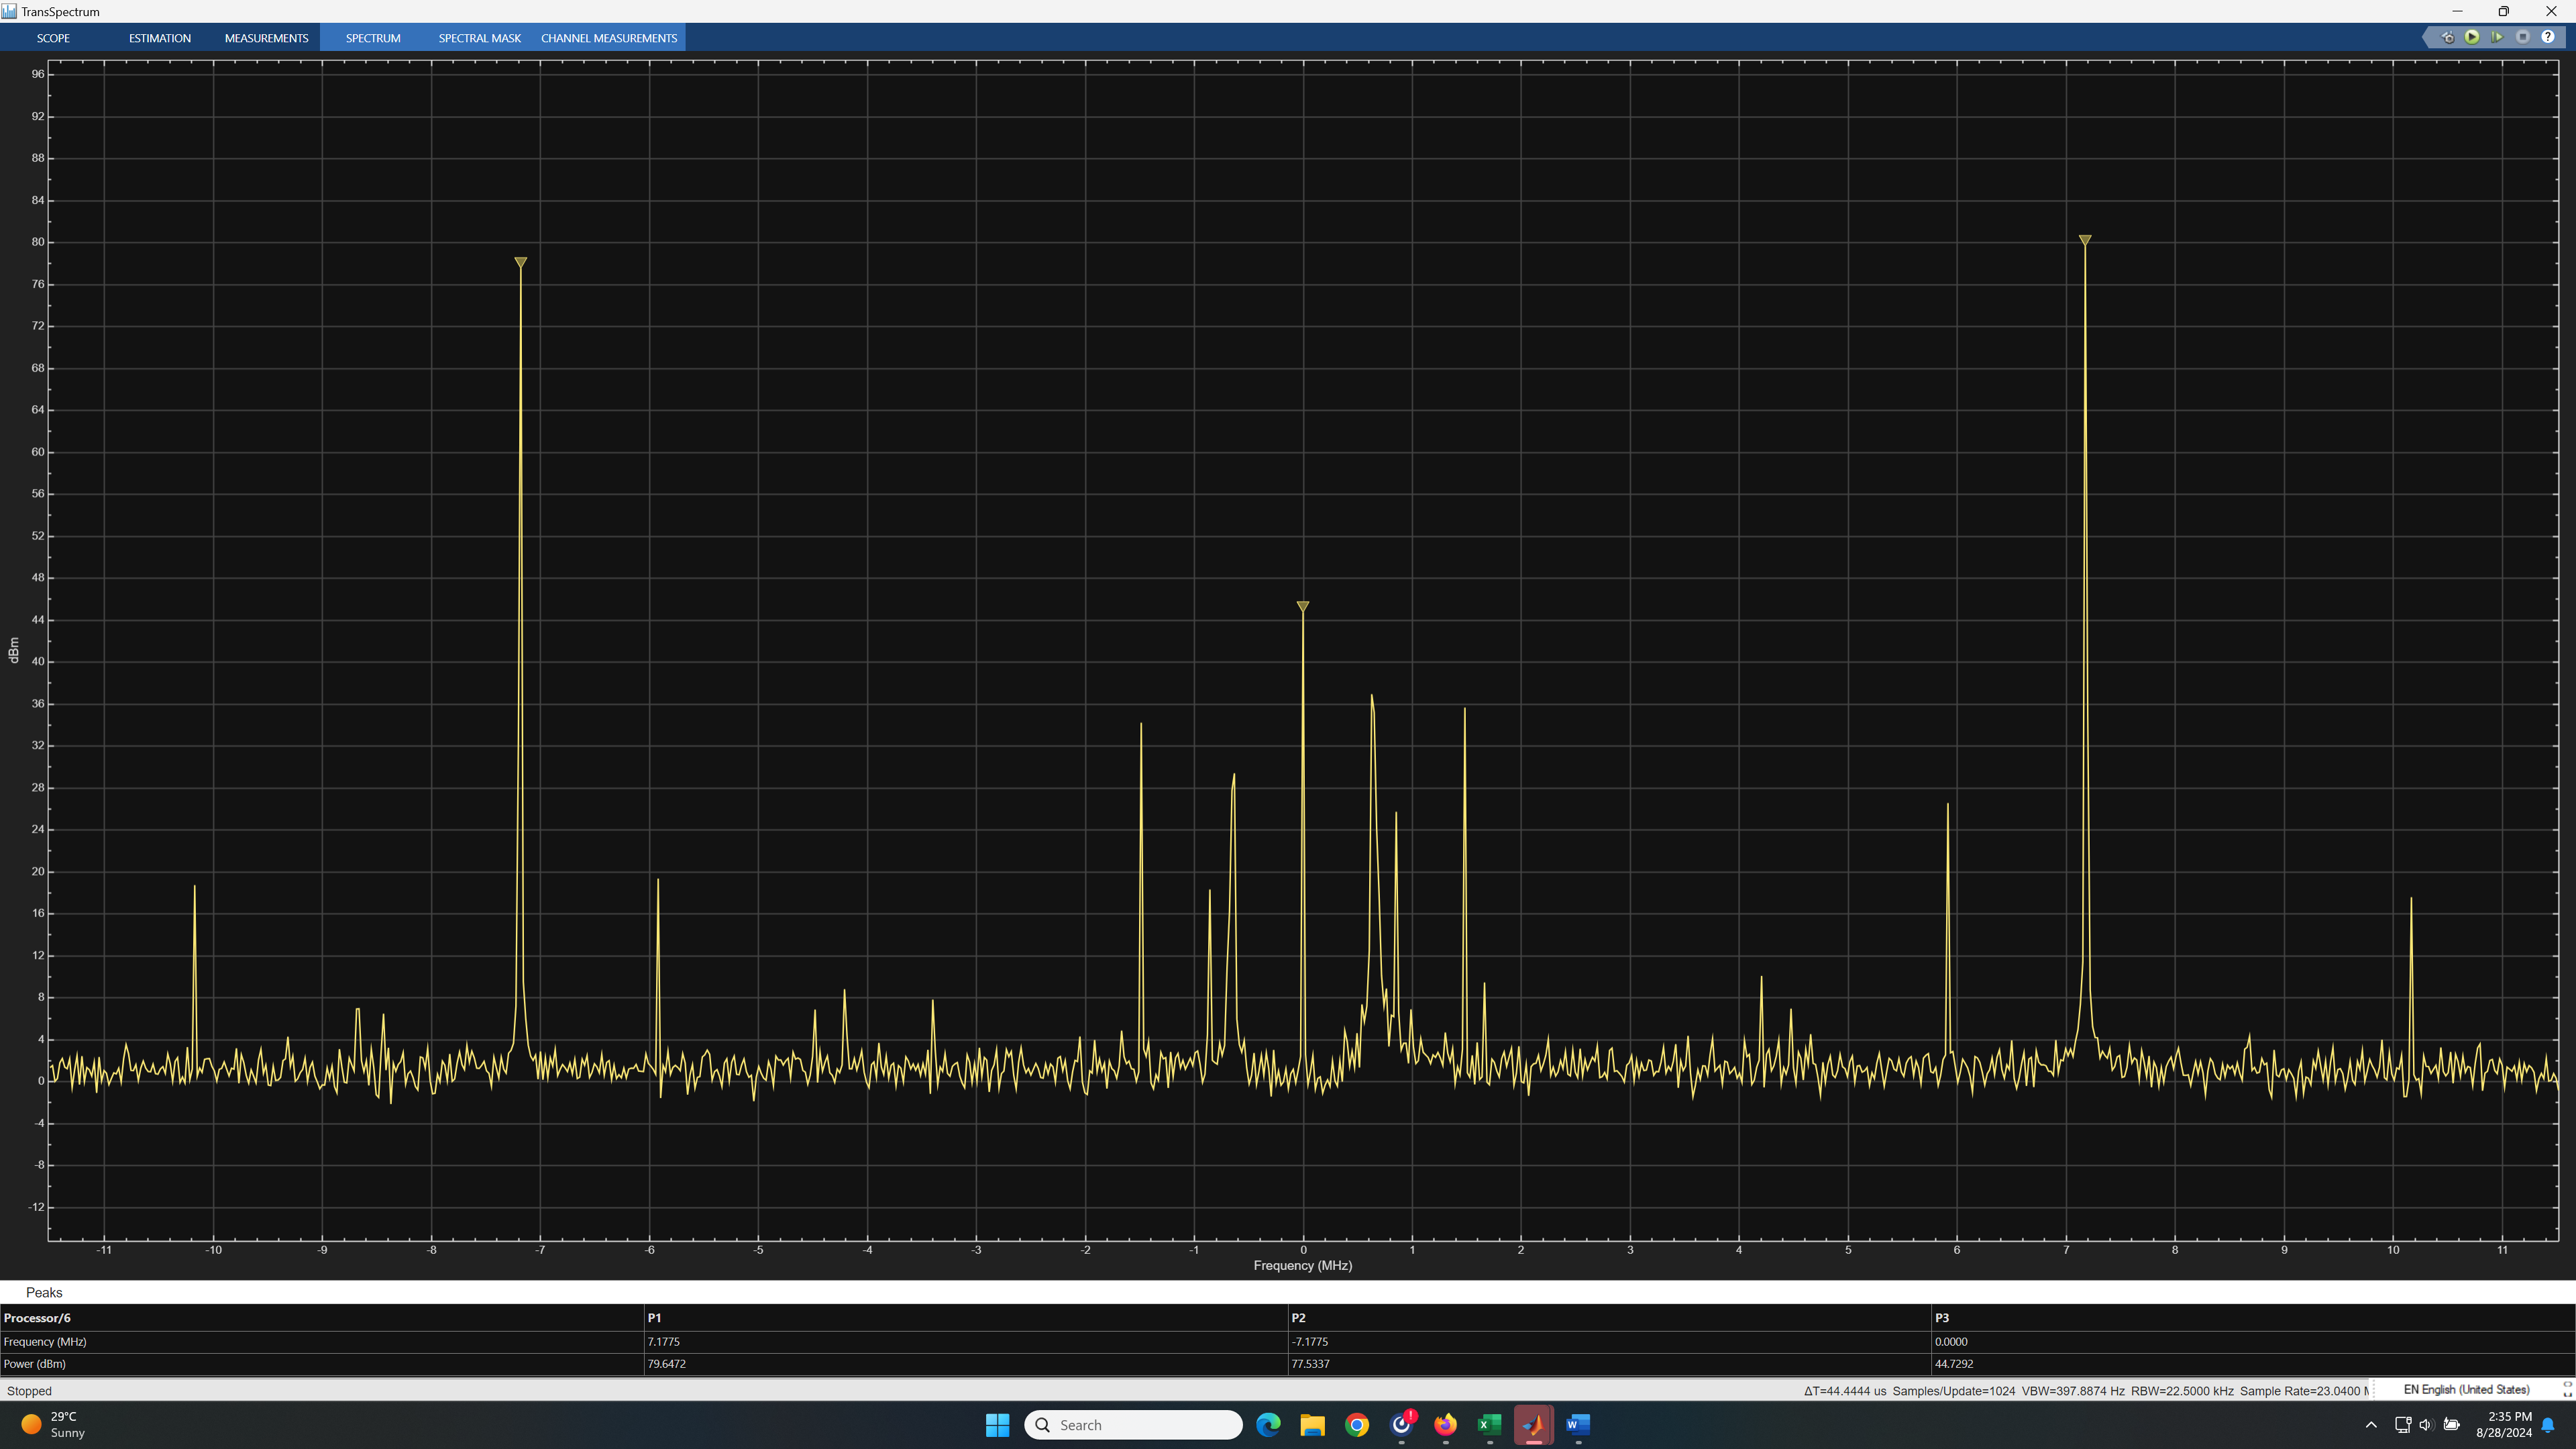 TransSpectrum
SCOPE ESTIMATION MEASUREMENTS SPECTRUM SPECTRAL MASK CHANNEL MEASUREMENTS
?
96
92
88
84
80
76
72
68
64
60
56
52
48
44
40
36
32
28
24
20
16
12
8
4
0
-4
-8
-12
dBm
-11 -10 -9 -8 -7 -6 -5 -4 -3 -2 -1 0 1 2 3 4 5 6 7 8 9 10 11
Frequency (MHz)
Peaks
Processor/6 P1 P2 P3
Frequency (MHz) 7.1775 -7.1775 0.0000
Power (dBm) 79.6472 77.5337 44.7292
Stopped ΔT=44.4444 us Samples/Update=1024 VBW=397.8874 Hz RBW=22.5000 kHz Sample Rate=23.0400 EN English (United States)
29°C
Sunny
Search
2:35 PM
8/28/2024